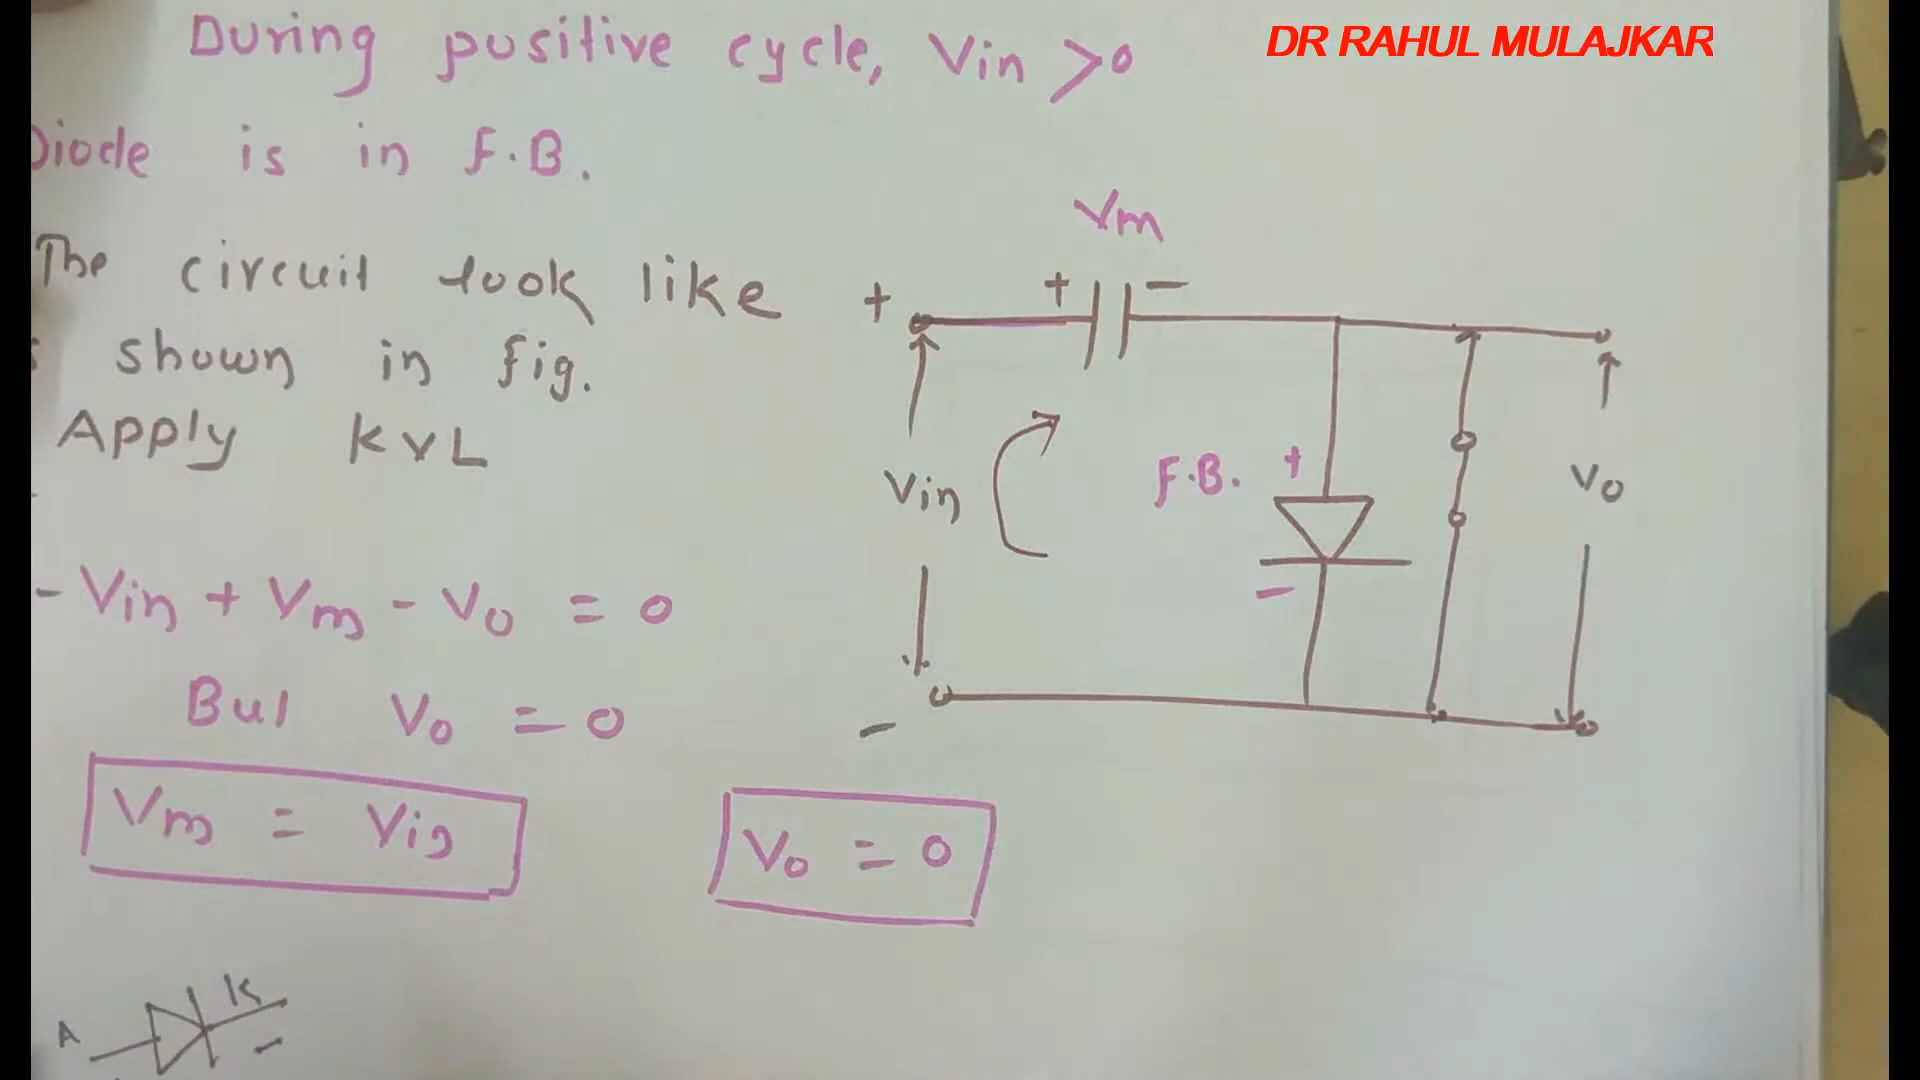 During positive cycle, Vin >0
DR RAHUL MULAJKAR
Diode is in F.B.
The circuit look like
shown in fig.
Apply KVL
-Vin + Vm - Vo = 0
But Vo = 0
Vm = Vin
Vo = 0
Vm
+ + -
Vin
F.B. +
Vo
-
-
A K
-